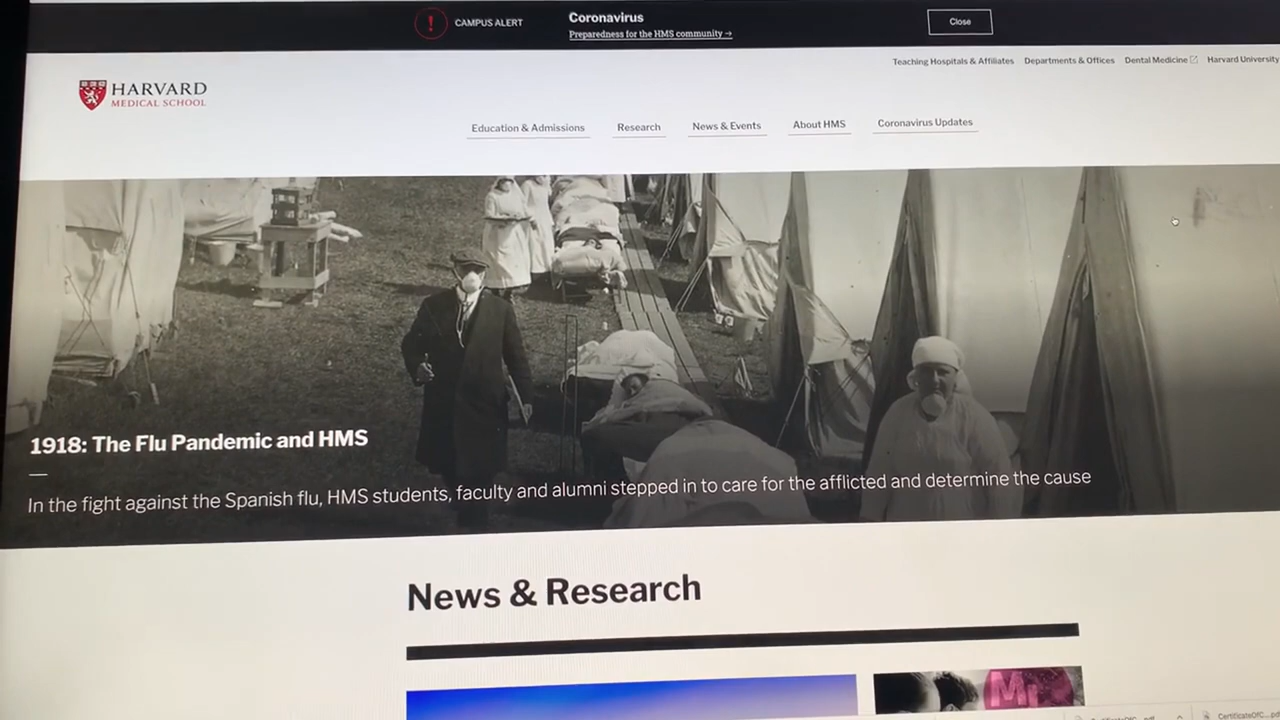 CAMPUS ALERT
Coronavirus
Preparedness for the HMS community →
Close
Teaching Hospitals & Affiliates
Departments & Offices
Dental Medicine
Harvard University
HARVARD
MEDICAL SCHOOL
Education & Admissions
Research
News & Events
About HMS
Coronavirus Updates
1918: The Flu Pandemic and HMS
In the fight against the Spanish flu, HMS students, faculty and alumni stepped in to care for the afflicted and determine the cause
News & Research